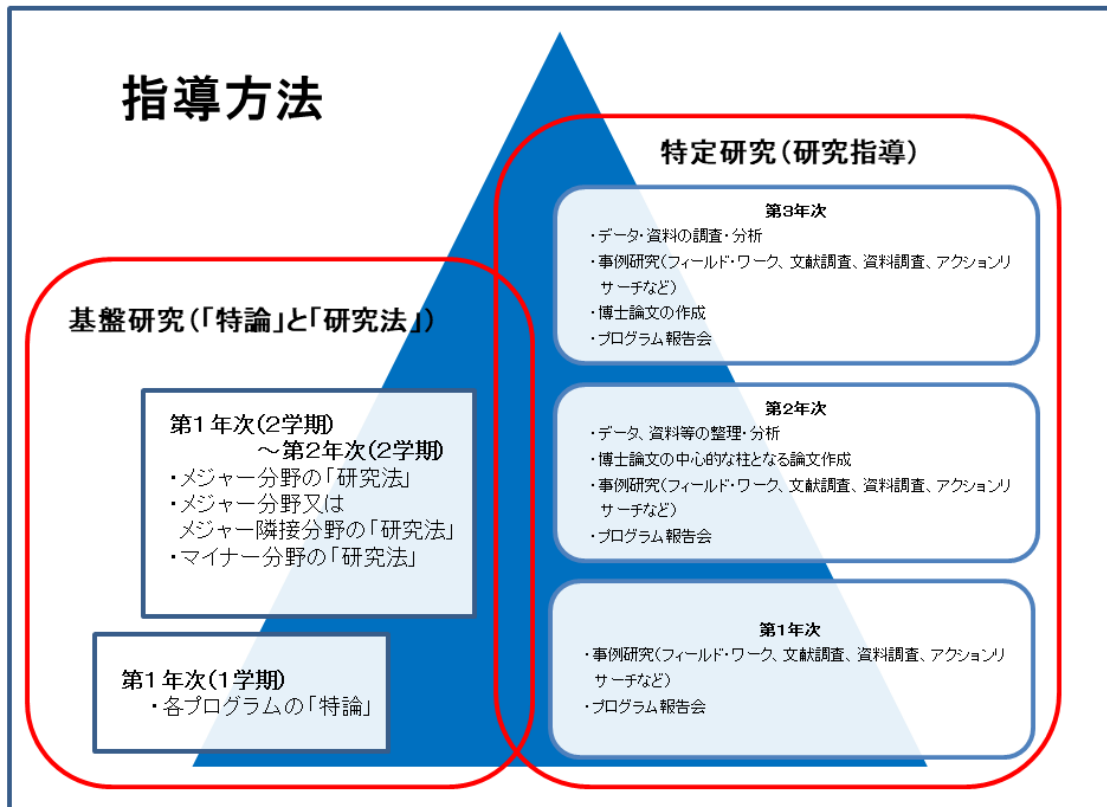 指導方法
基盤研究(「特論」と「研究法」)
第1年次(2学期)
~第2年次(2学期)
・メジャー分野の「研究法」
・メジャー分野又は
メジャー隣接分野の「研究法」
・マイナー分野の「研究法」
第1年次(1学期)
・各プログラムの「特論」
特定研究(研究指導)
第3年次
・データ・資料の調査・分析
・事例研究(フィールド・ワーク、文献調査、資料調査、アクションリ
サーチなど)
・博士論文の作成
・プログラム報告会
第2年次
・データ、資料等の整理・分析
・博士論文の中心的な柱となる論文作成
・事例研究(フィールド・ワーク、文献調査、資料調査、アクションリ
サーチなど)
・プログラム報告会
第1年次
・事例研究(フィールド・ワーク、文献調査、資料調査、アクションリ
サーチなど)
・プログラム報告会